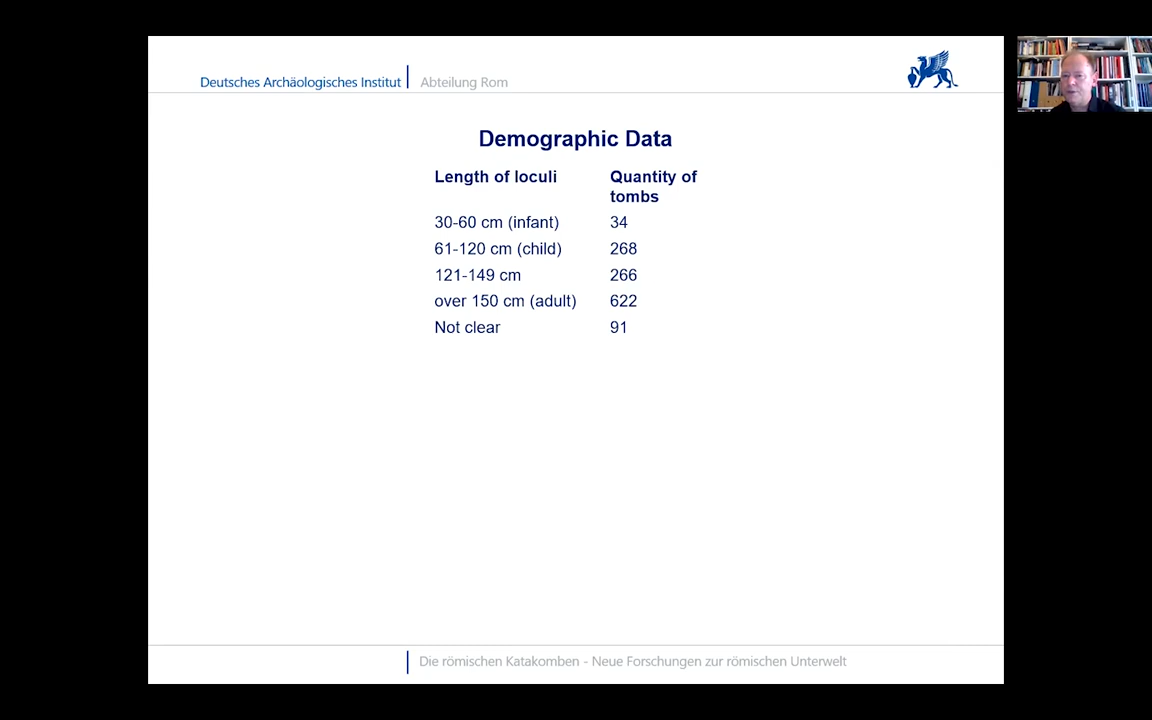 Deutsches Archäologisches Institut Abteilung Rom
Demographic Data
Length of loculi Quantity of
tombs
30-60 cm (infant) 34
61-120 cm (child) 268
121-149 cm 266
over 150 cm (adult) 622
Not clear 91
Die römischen Katakomben - Neue Forschungen zur römischen Unterwelt